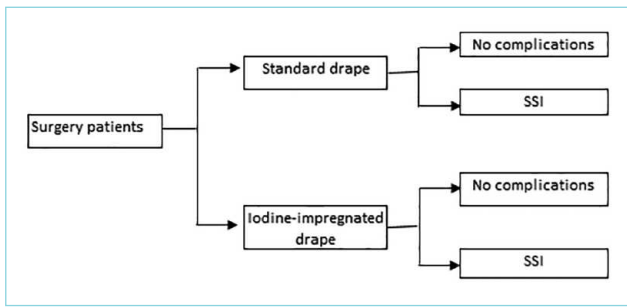 No complications
Standard drape
SSI
Surgery patients
No complications
Iodine-impregnated
drape
SSI